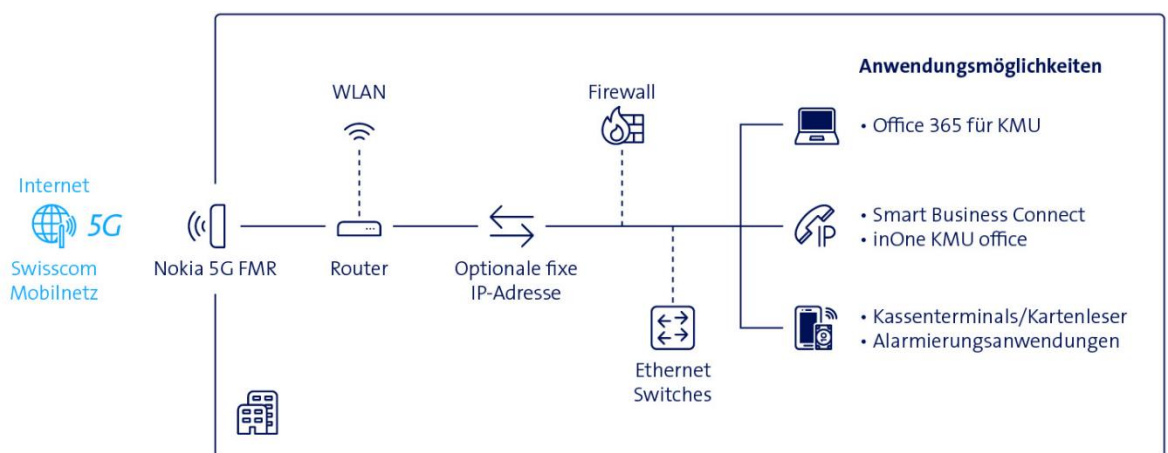 Anwendungsmöglichkeiten
WLAN
Firewall
• Office 365 für KMU
Internet
5G
Swisscom
Mobilnetz
Nokia 5G FMR
Router
Optionale fixe
IP-Adresse
IP
• Smart Business Connect
• inOne KMU office
Ethernet
Switches
• Kassenterminals/Kartenleser
• Alarmierungsanwendungen